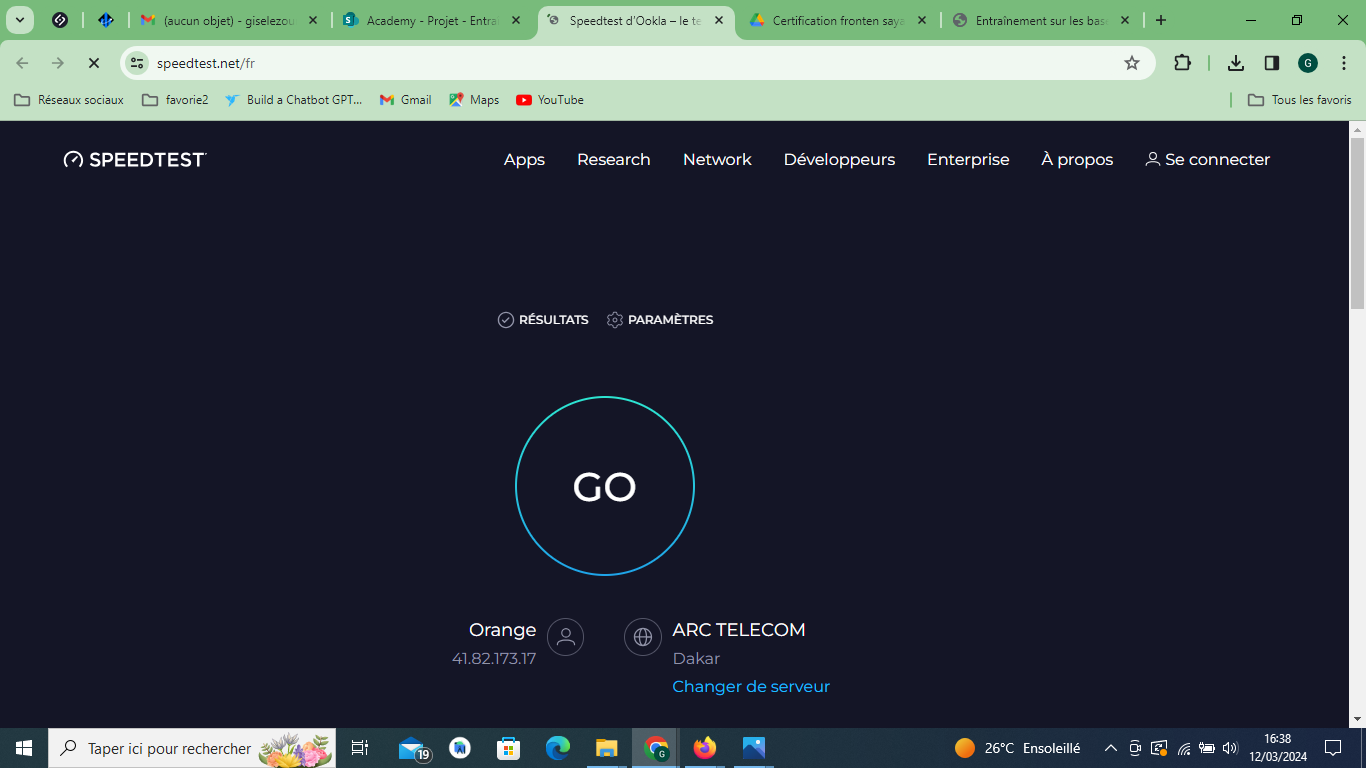 (aucun objet) - giselezou
Academy - Projet - Entraî
Speedtest d'Ookla – le te
Certification fronten saya
Entraînement sur les base
speedtest.net/fr
G
Réseaux sociaux
favorie2
Build a Chatbot GPT...
Gmail
Maps
YouTube
Tous les favoris
SPEEDTEST
Apps
Research
Network
Développeurs
Enterprise
À propos
Se connecter
RÉSULTATS
PARAMÈTRES
GO
Orange
41.82.173.17
ARC TELECOM
Dakar
Changer de serveur
Taper ici pour rechercher
19
G
26°C Ensoleillé
16:38
12/03/2024